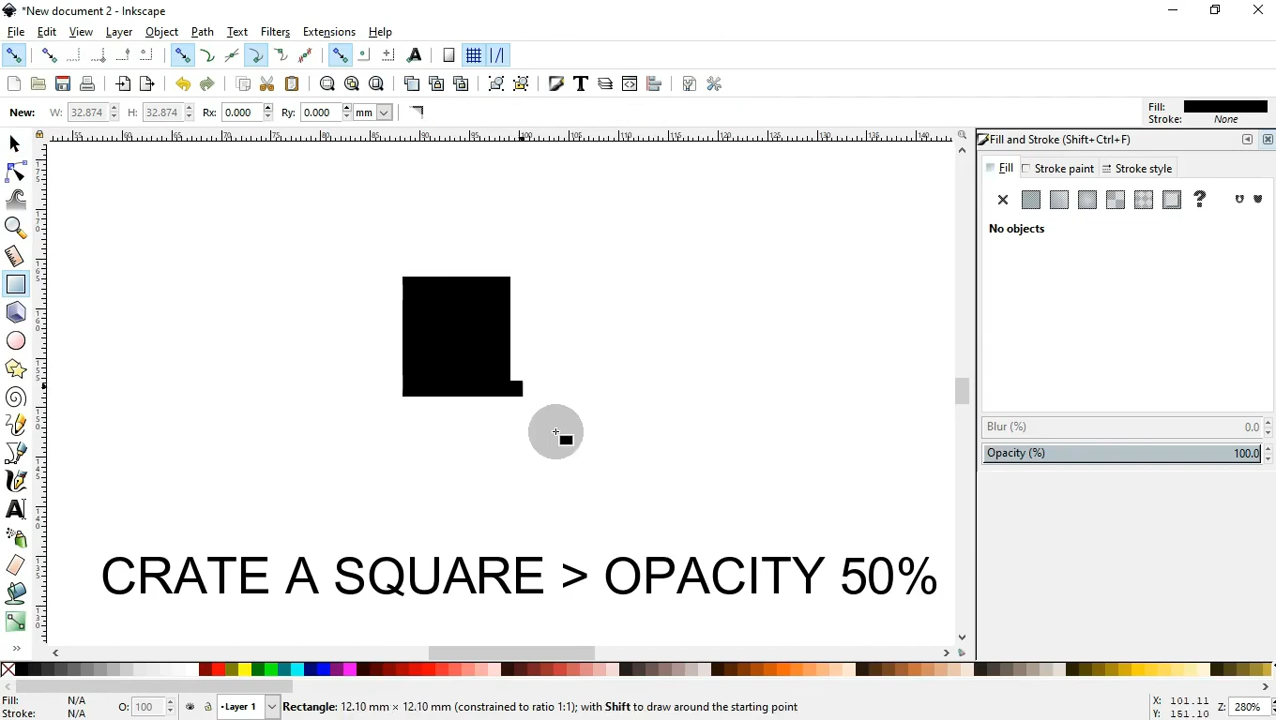 *New document 2 - Inkscape
File Edit View Layer Object Path Text Filters Extensions Help
New: W: 32.874 H: 32.874 Rx: 0.000 Ry: 0.000 mm
Fill:
Stroke: None
Fill and Stroke (Shift+Ctrl+F)
Fill Stroke paint Stroke style
No objects
Blur (%) 0.0
Opacity (%) 100.0
CRATE A SQUARE > OPACITY 50%
Fill: N/A
Stroke: N/A
O: 100
•Layer 1
Rectangle: 12.10 mm × 12.10 mm (constrained to ratio 1:1); with Shift to draw around the starting point
X: 101.11
Y: 151.10
Z: 280%